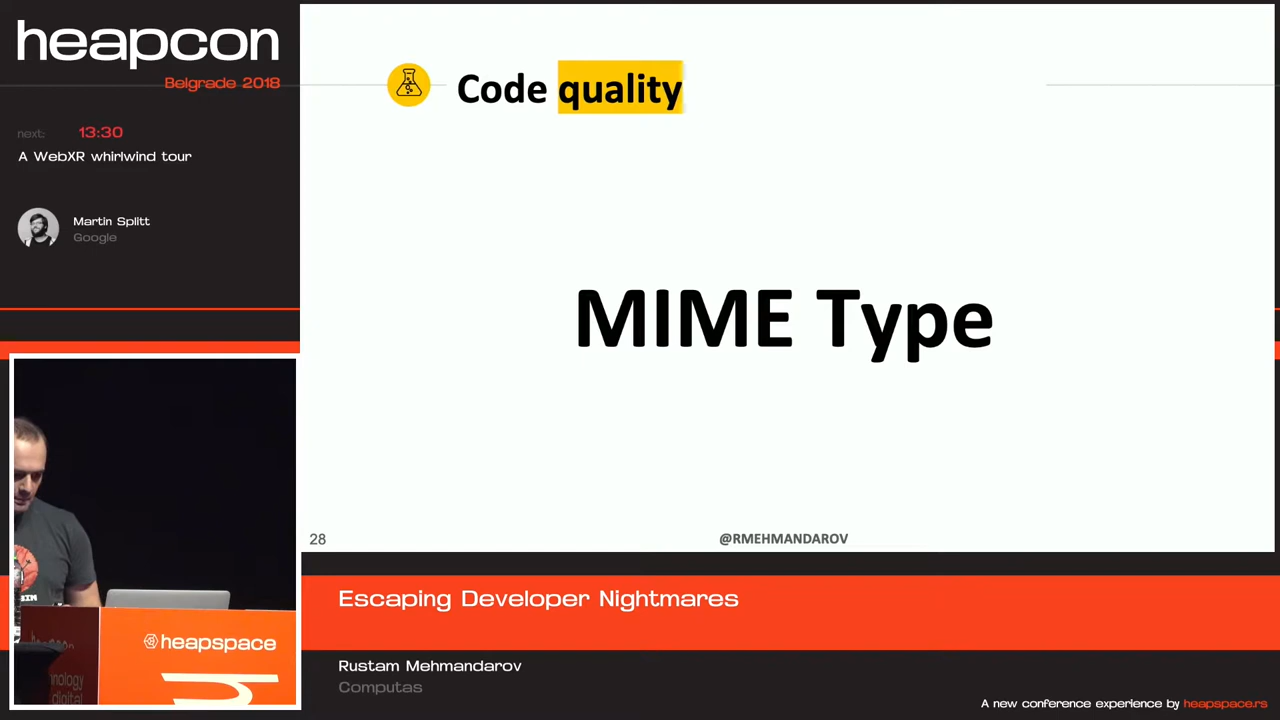 heapcon
Belgrade 2018
next: 13:30
A WebXR whirlwind tour
Martin Splitt
Google
Code quality
MIME Type
28
@RMEHMANDAROV
heapspace
Escaping Developer Nightmares
Rustam Mehmandarov
Computas
A new conference experience by heapspace.rs